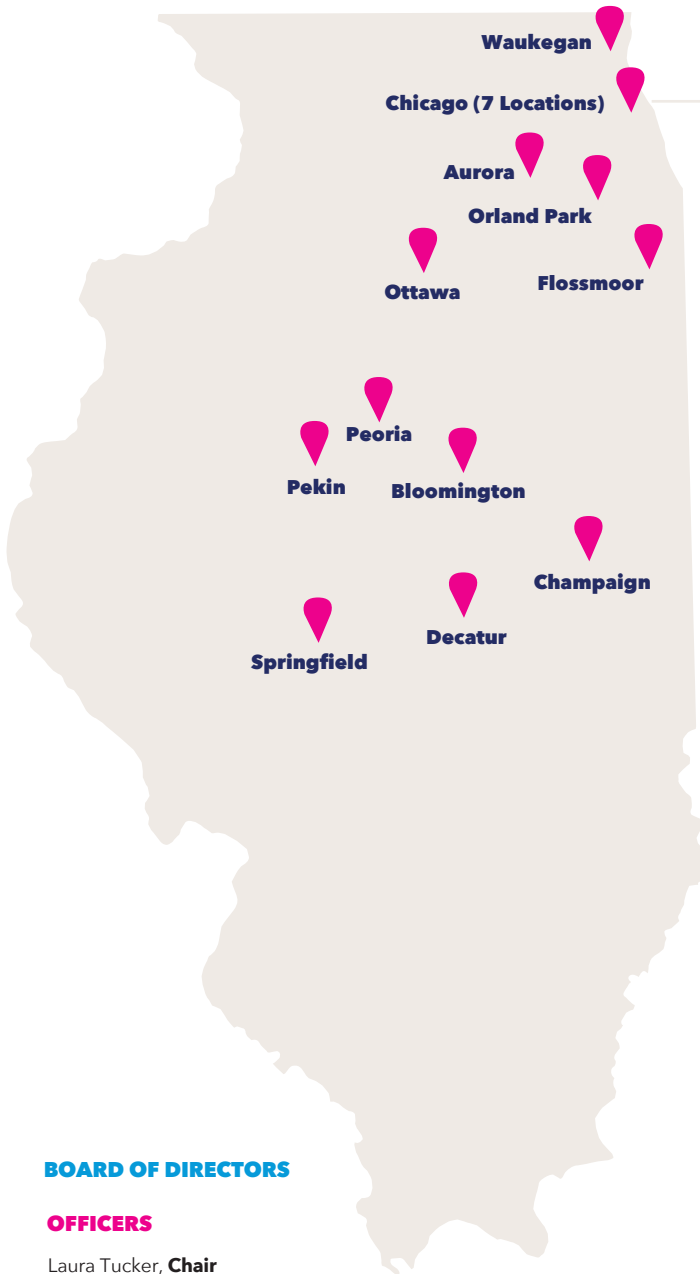 Waukegan
Chicago (7 Locations)
Aurora
Orland Park
Flossmoor
Ottawa
Peoria
Pekin
Bloomington
Champaign
Decatur
Springfield
BOARD OF DIRECTORS
OFFICERS
Laura Tucker, Chair